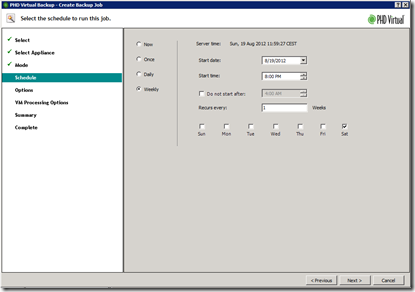 PHD Virtual Backup - Create Backup Job
Select the schedule to run this job.
PHD Virtual
Select
Select Appliance
Mode
Schedule
Options
VM Processing Options
Summary
Complete
Now
Once
Daily
Weekly
Server time: Sun, 19 Aug 2012 11:59:27 CEST
Start date: 8/19/2012
Start time: 8:00 PM
Do not start after: 4:00 AM
Recurs every: 1 Weeks
Sun Mon Tue Wed Thu Fri Sat
< Previous Next > Cancel